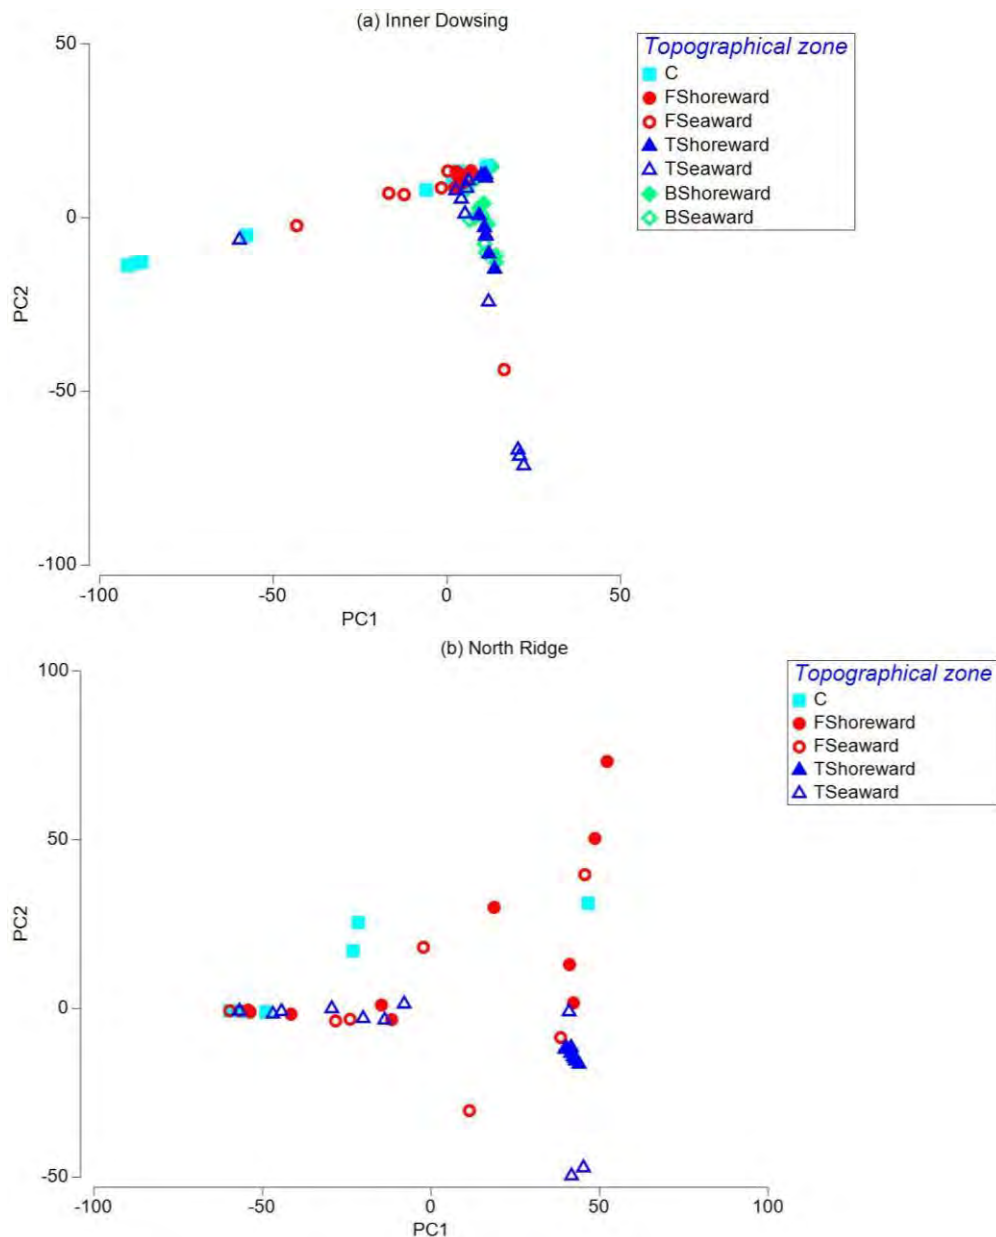 (a) Inner Dowsing
Topographical zone
C
FShoreward
FSeaward
TShoreward
TSeaward
BShoreward
BSeaward
50
0
-50
-100
PC2
-100
-50
0
50
PC1
(b) North Ridge
Topographical zone
C
FShoreward
FSeaward
TShoreward
TSeaward
100
50
0
-50
PC2
-100
-50
0
50
100
PC1